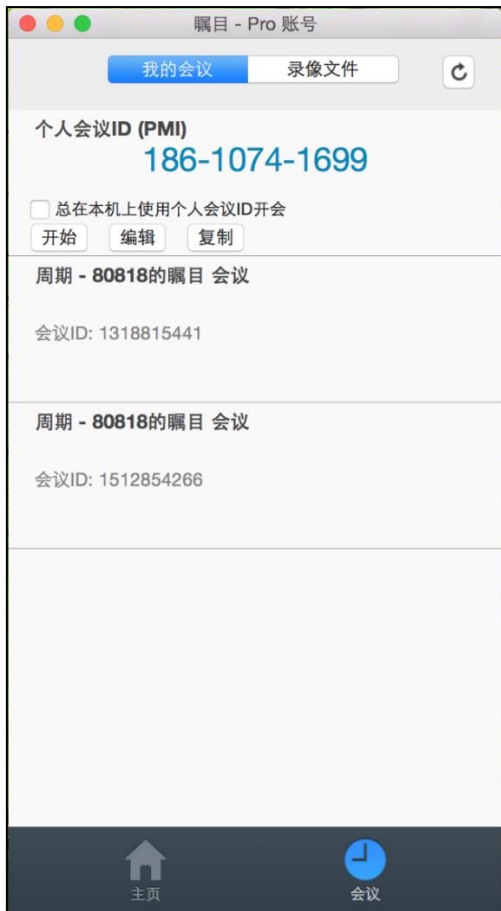 瞩目 - Pro 账号
我的会议 录像文件
个人会议ID (PMI)
186-1074-1699
总在本机上使用个人会议ID开会
开始 编辑 复制
周期 - 80818的瞩目 会议
会议ID: 1318815441
周期 - 80818的瞩目 会议
会议ID: 1512854266
主页 会议